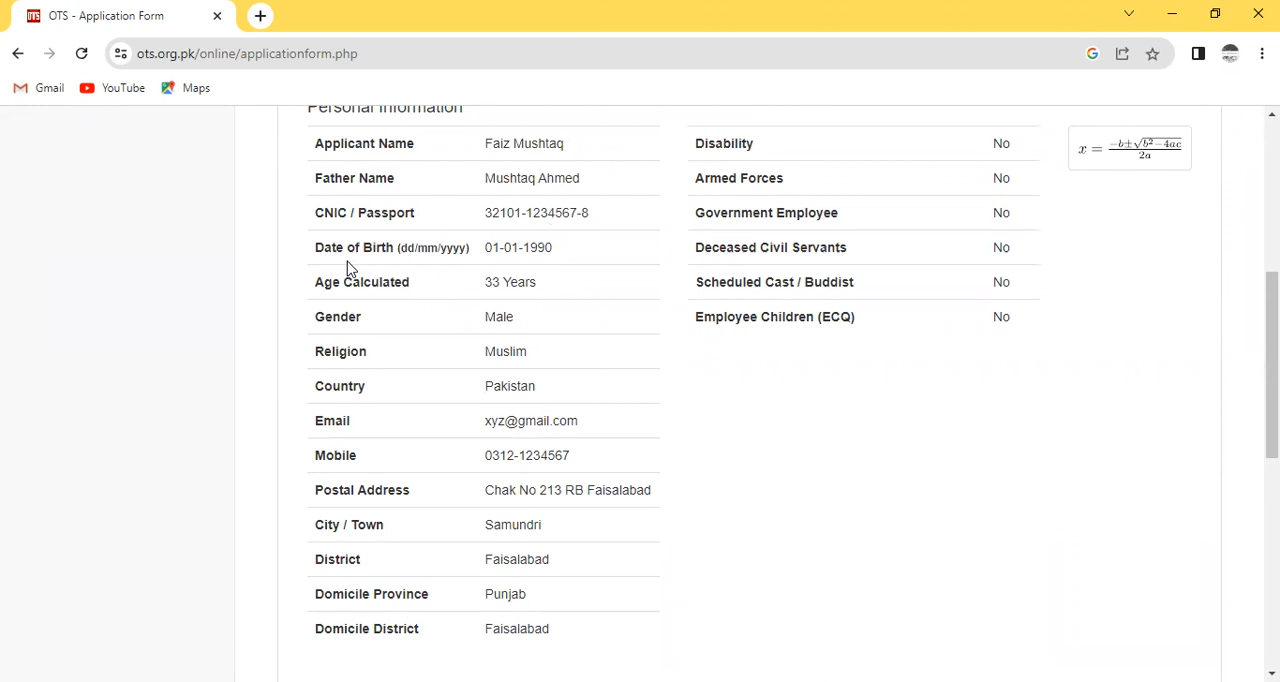 OTS - Application Form
ots.org.pk/online/applicationform.php
Gmail YouTube Maps
Personal Information
Applicant Name Faiz Mushtaq
Father Name Mushtaq Ahmed
CNIC / Passport 32101-1234567-8
Date of Birth (dd/mm/yyyy) 01-01-1990
Age Calculated 33 Years
Gender Male
Religion Muslim
Country Pakistan
Email xyz@gmail.com
Mobile 0312-1234567
Postal Address Chak No 213 RB Faisalabad
City / Town Samundri
District Faisalabad
Domicile Province Punjab
Domicile District Faisalabad
Disability No
Armed Forces No
Government Employee No
Deceased Civil Servants No
Scheduled Cast / Buddist No
Employee Children (ECQ) No
x = (-b±√(b²-4ac))/2a